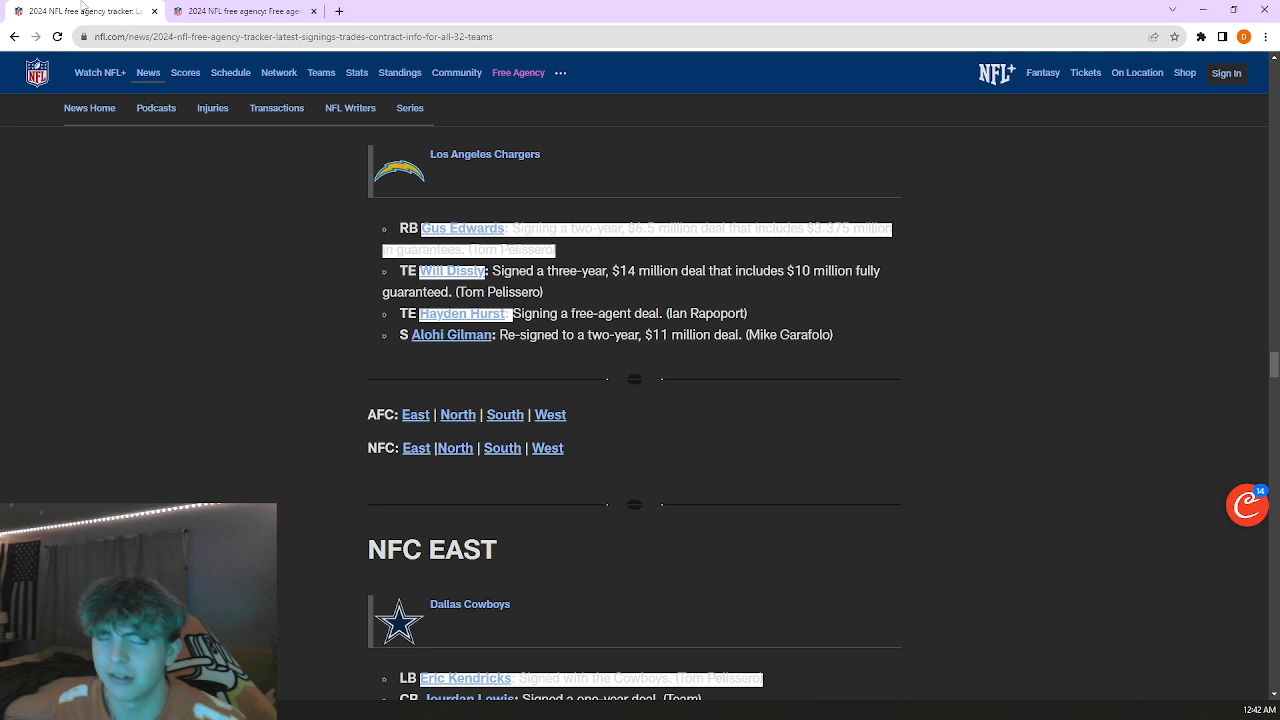 2024 NFL free agency tracker: La
2024 NFL free agency: Free age
nfl.com/news/2024-nfl-free-agency-tracker-latest-signings-trades-contract-info-for-all-32-teams
D
NFL
Watch NFL+ News Scores Schedule Network Teams Stats Standings Community Free Agency
NFL+ Fantasy Tickets On Location Shop Sign In
News Home Podcasts Injuries Transactions NFL Writers Series
Los Angeles Chargers
RB Gus Edwards: Signing a two-year, $6.5 million deal that includes $3.375 million
in guarantees. (Tom Pelissero)
TE Will Dissly: Signed a three-year, $14 million deal that includes $10 million fully
guaranteed. (Tom Pelissero)
TE Hayden Hurst: Signing a free-agent deal. (Ian Rapoport)
S Alohi Gilman: Re-signed to a two-year, $11 million deal. (Mike Garafolo)
AFC: East | North | South | West
NFC: East |North | South | West
14
NFC EAST
Dallas Cowboys
LB Eric Kendricks: Signed with the Cowboys. (Tom Pelissero)
CB Jourdan Lewis: Signed a one-year deal. (Team)
12:42 AM